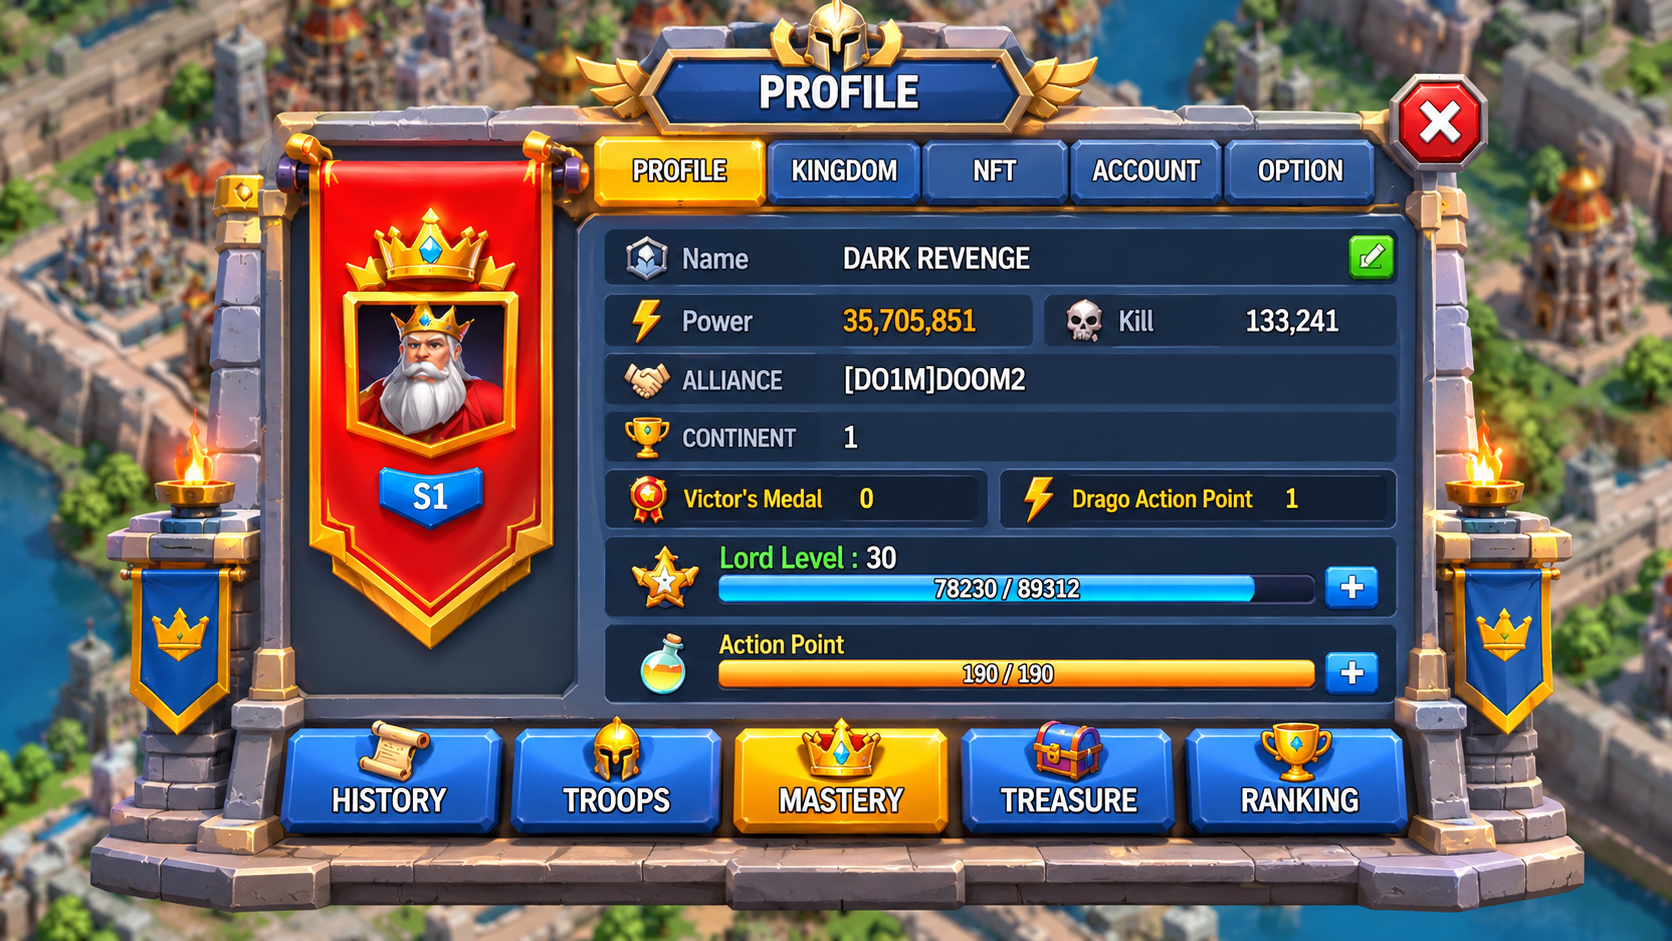 PROFILE
PROFILE KINGDOM NFT ACCOUNT OPTION
Name DARK REVENGE
Power 35,705,851 Kill 133,241
ALLIANCE [DO1M]DOOM2
CONTINENT 1
S1
Victor's Medal 0 Drago Action Point 1
Lord Level : 30
78230 / 89312
Action Point
190 / 190
HISTORY TROOPS MASTERY TREASURE RANKING